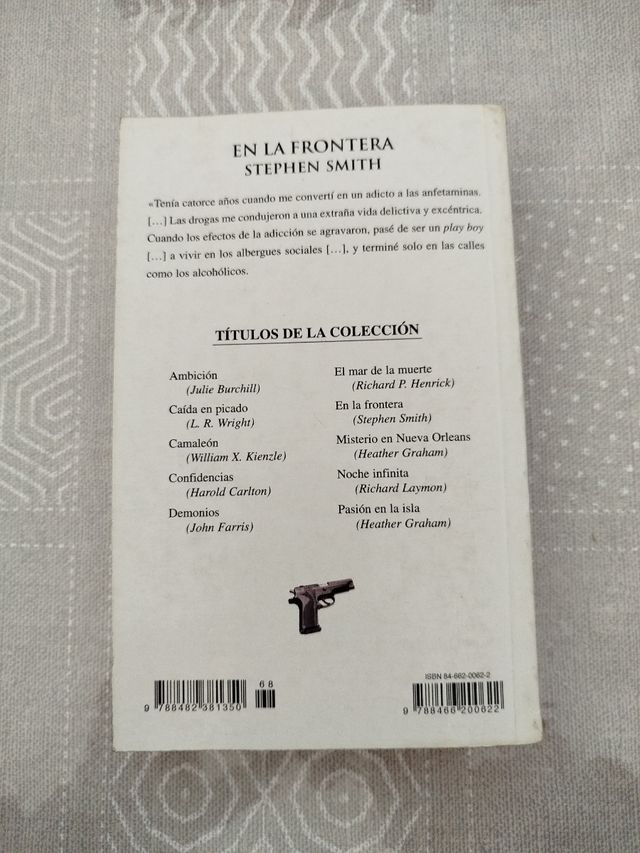 EN LA FRONTERA
STEPHEN SMITH
«Tenía catorce años cuando me convertí en un adicto a las anfetaminas.
[…] Las drogas me condujeron a una extraña vida delictiva y excéntrica.
Cuando los efectos de la adicción se agravaron, pasé de ser un play boy
[…] a vivir en los albergues sociales […], y terminé solo en las calles
como los alcohólicos.
TÍTULOS DE LA COLECCIÓN
Ambición
(Julie Burchill)
Caída en picado
(L. R. Wright)
Camaleón
(William X. Kienzle)
Confidencias
(Harold Carlton)
Demonios
(John Farris)
El mar de la muerte
(Richard P. Henrick)
En la frontera
(Stephen Smith)
Misterio en Nueva Orleans
(Heather Graham)
Noche infinita
(Richard Laymon)
Pasión en la isla
(Heather Graham)
68
9 788482 381350
ISBN 84-662-0062-2
9 788466 200622